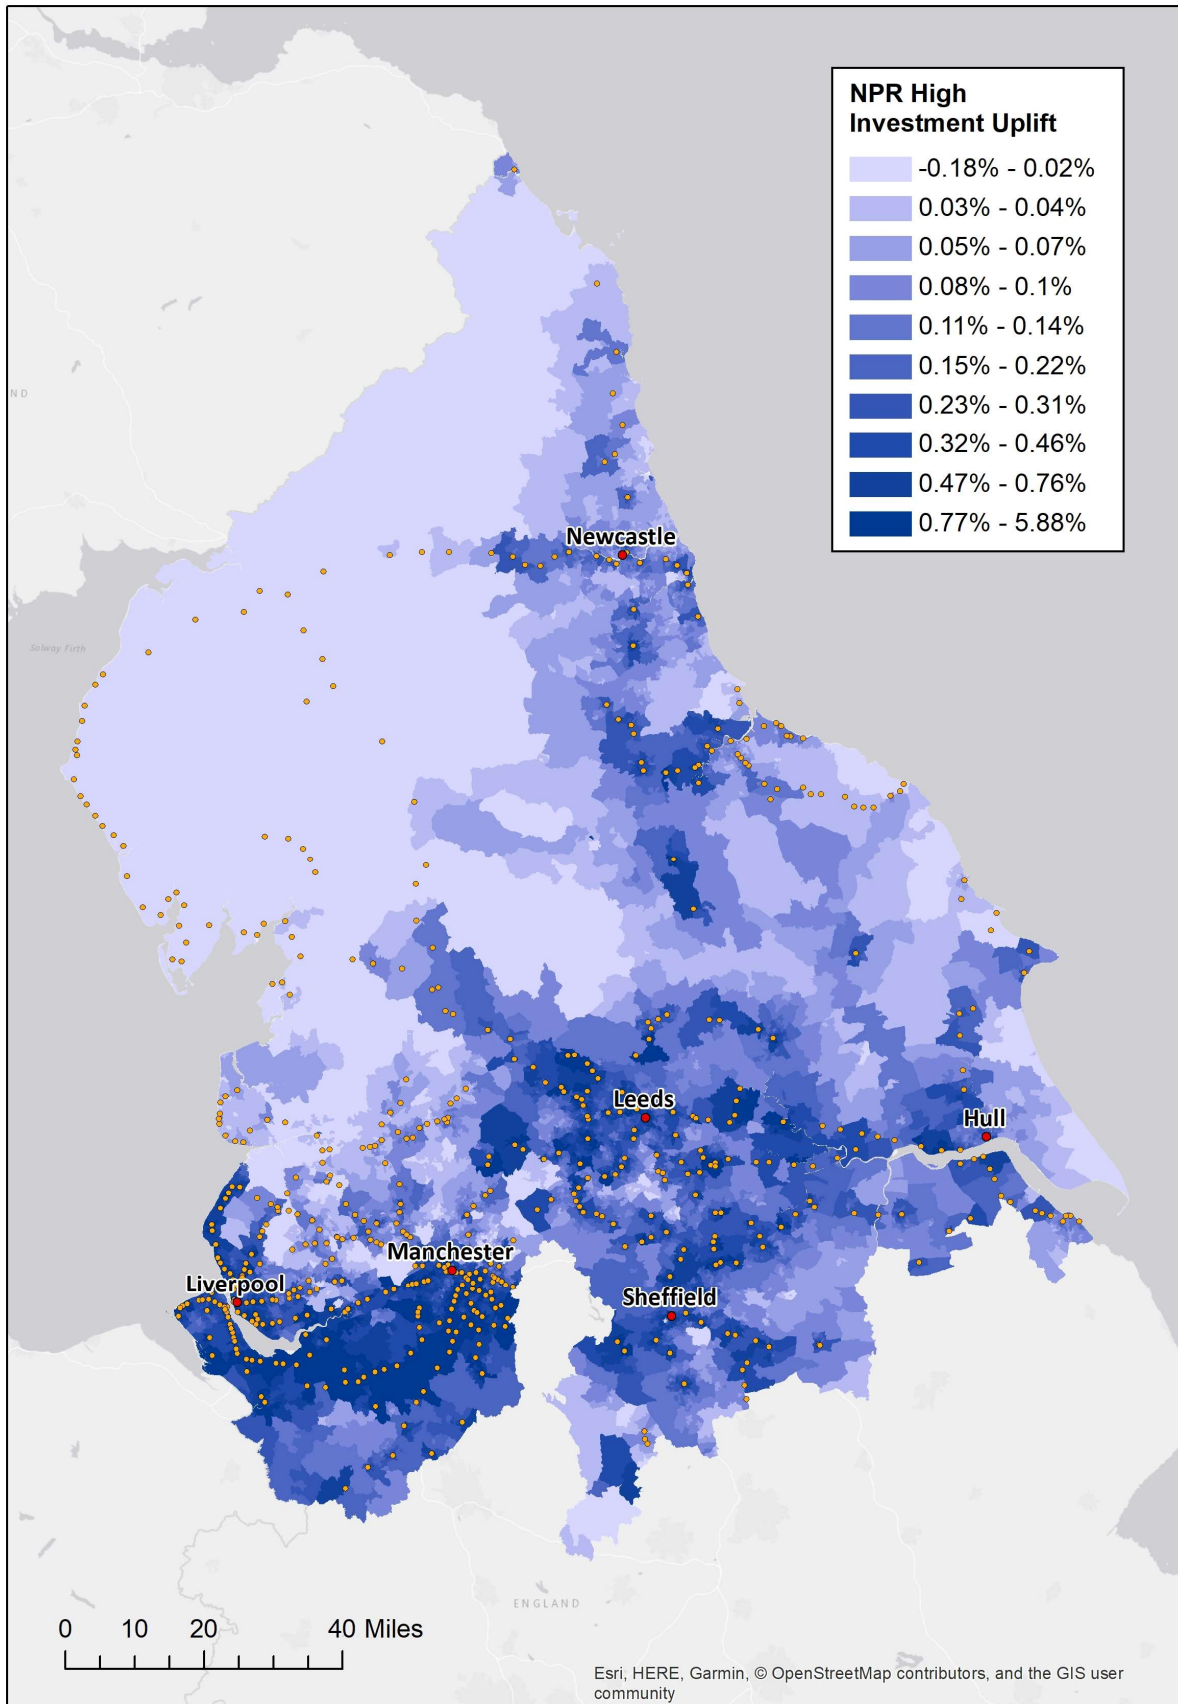 NPR High
Investment Uplift
-0.18% - 0.02%
0.03% - 0.04%
0.05% - 0.07%
0.08% - 0.1%
0.11% - 0.14%
0.15% - 0.22%
0.23% - 0.31%
0.32% - 0.46%
0.47% - 0.76%
0.77% - 5.88%
ND
Newcastle
Solway Firth
Leeds
Hull
Manchester
Liverpool
Sheffield
ENGLAND
0 10 20 40 Miles
Esri, HERE, Garmin, © OpenStreetMap contributors, and the GIS user
community